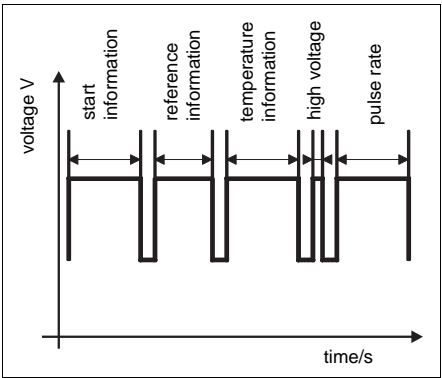 voltage V
start
information
reference
information
temperature
information
high voltage
pulse rate
time/s